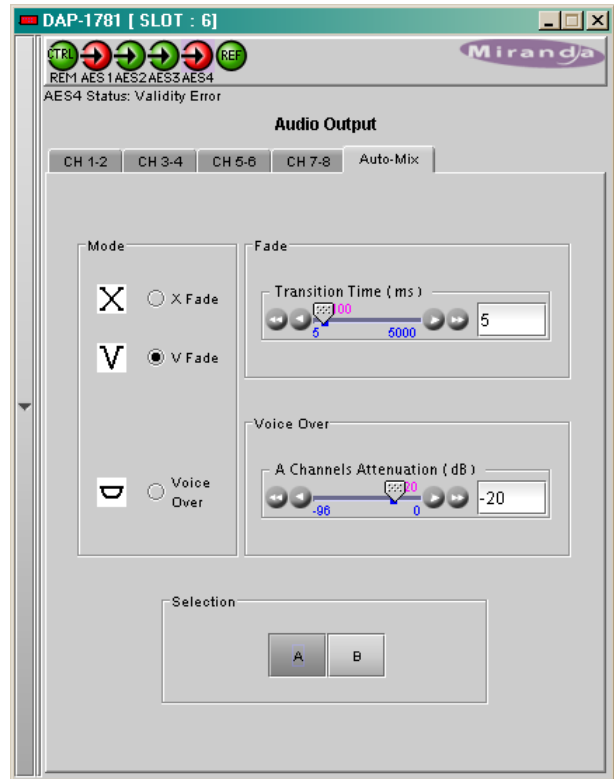 DAP-1781 [ SLOT : 6]
CTRL REF Miranda
REM AES1 AES2 AES3 AES4
AES4 Status: Validity Error
Audio Output
CH 1-2 CH 3-4 CH 5-6 CH 7-8 Auto-Mix
Mode
X Fade
V Fade
Voice
Over
Fade
Transition Time ( ms )
100
5 5000
5
Voice Over
A Channels Attenuation ( dB )
20
-96 0
-20
Selection
A B